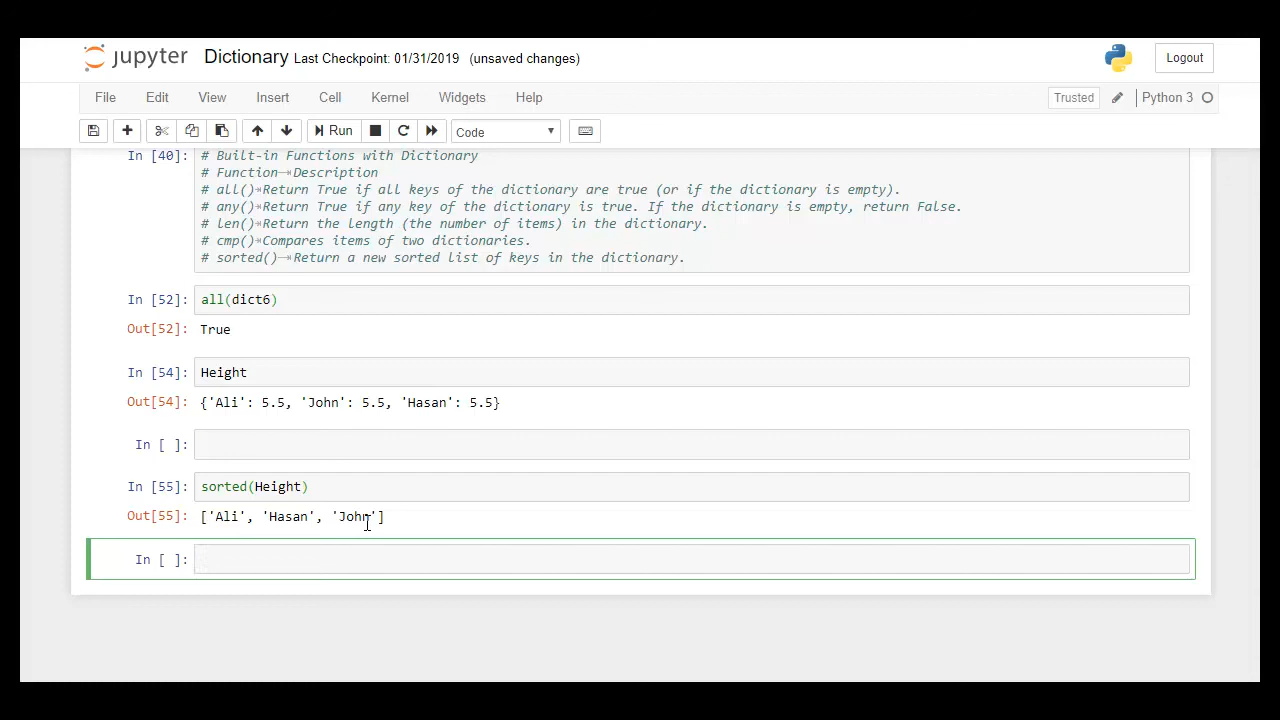 jupyter Dictionary Last Checkpoint: 01/31/2019 (unsaved changes) Logout
File Edit View Insert Cell Kernel Widgets Help Trusted Python 3
Run Code
In [40]: # Built-in Functions with Dictionary
# Function→Description
# all()→Return True if all keys of the dictionary are true (or if the dictionary is empty).
# any()→Return True if any key of the dictionary is true. If the dictionary is empty, return False.
# len()→Return the length (the number of items) in the dictionary.
# cmp()→Compares items of two dictionaries.
# sorted()→Return a new sorted list of keys in the dictionary.
In [52]: all(dict6)
Out[52]: True
In [54]: Height
Out[54]: {'Ali': 5.5, 'John': 5.5, 'Hasan': 5.5}
In [ ]:
In [55]: sorted(Height)
Out[55]: ['Ali', 'Hasan', 'John']
In [ ]: